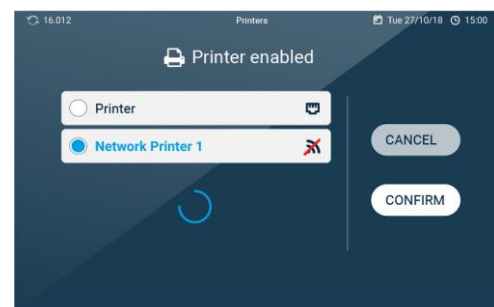 16.012 Printers Tue 27/10/18 15:00
Printer enabled
Printer
Network Printer 1
CANCEL
CONFIRM